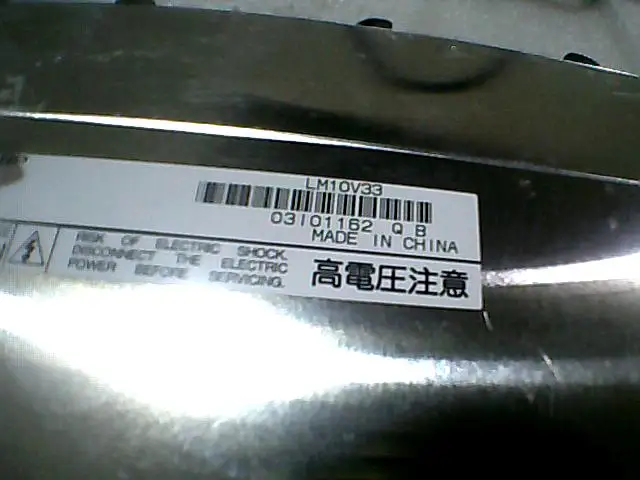 LM10V33
03I01162 Q B
MADE IN CHINA
RISK OF ELECTRIC SHOCK.
DISCONNECT THE ELECTRIC
POWER BEFORE SERVICING.
高電圧注意